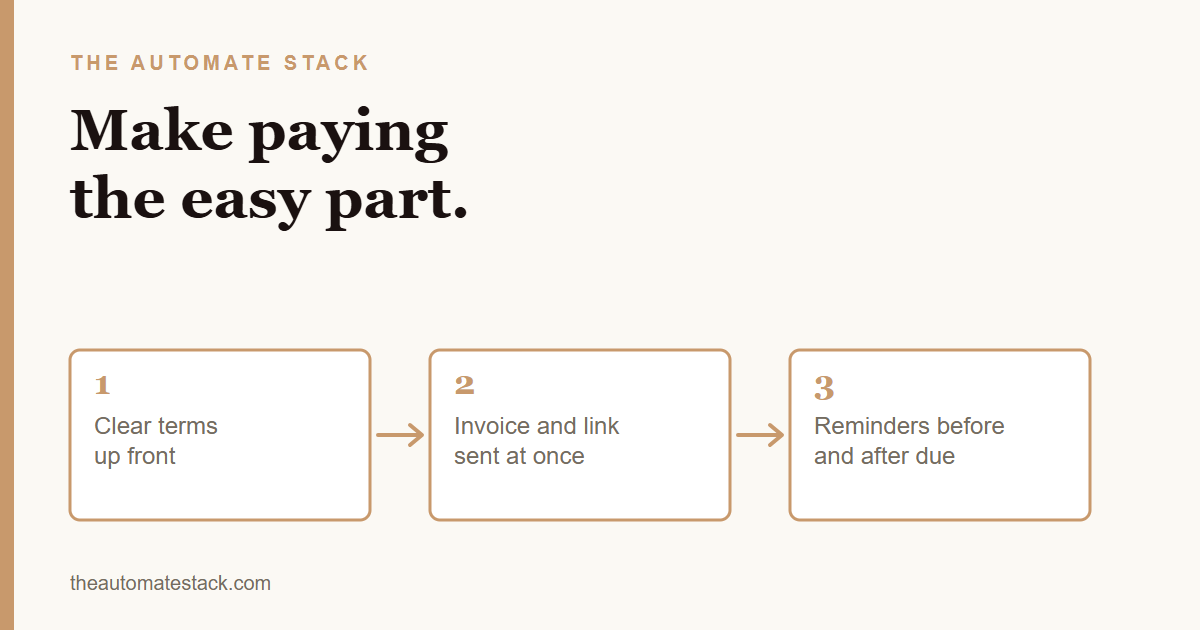 THE AUTOMATE STACK
Make paying
the easy part.
1
Clear terms
up front
2
Invoice and link
sent at once
3
Reminders before
and after due
theautomatestack.com